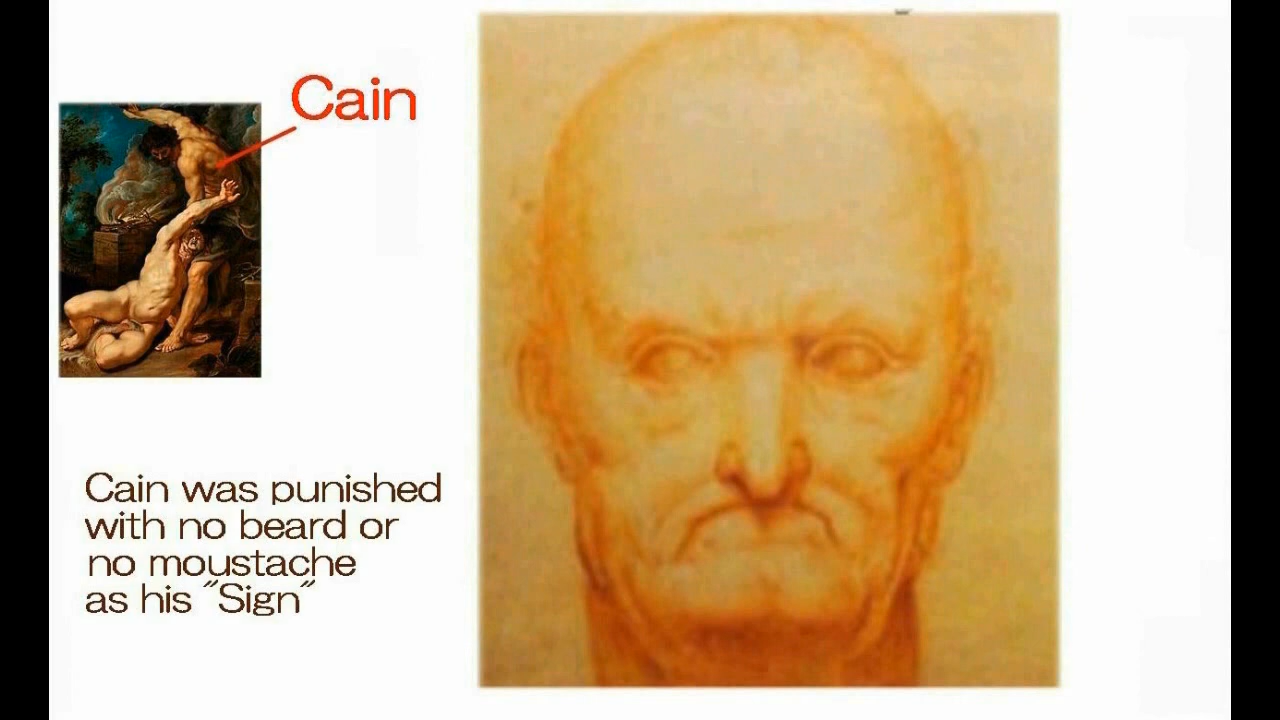 Cain
Cain was punished
with no beard or
no moustache
as his "Sign"